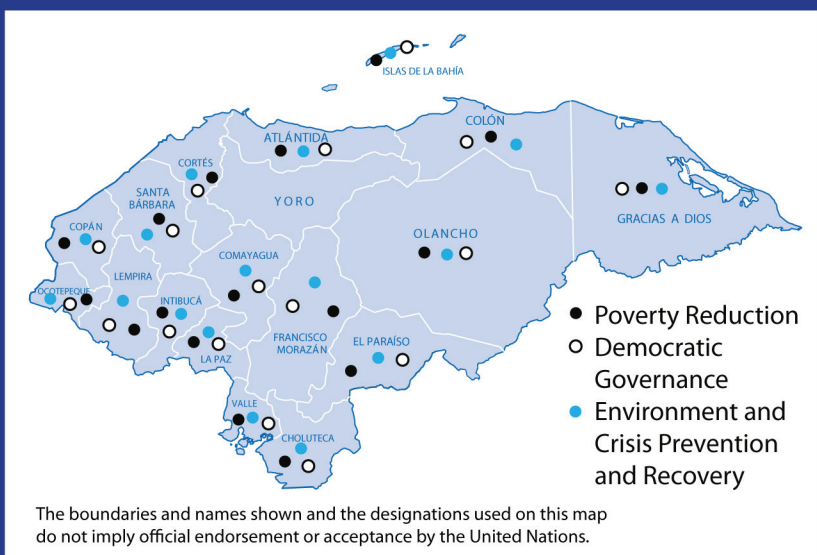 ISLAS DE LA BAHÍA
COLÓN
ATLÁNTIDA
CORTÉS
SANTA
BÁRBARA
YORO
GRACIAS A DIOS
COPÁN
OLANCHO
COMAYAGUA
LEMPIRA
OCOTEPEQUE
INTIBUCÁ
FRANCISCO
MORAZÁN
EL PARAÍSO
LA PAZ
VALLE
CHOLUTECA
Poverty Reduction
Democratic
Governance
Environment and
Crisis Prevention
and Recovery
The boundaries and names shown and the designations used on this map
do not imply official endorsement or acceptance by the United Nations.